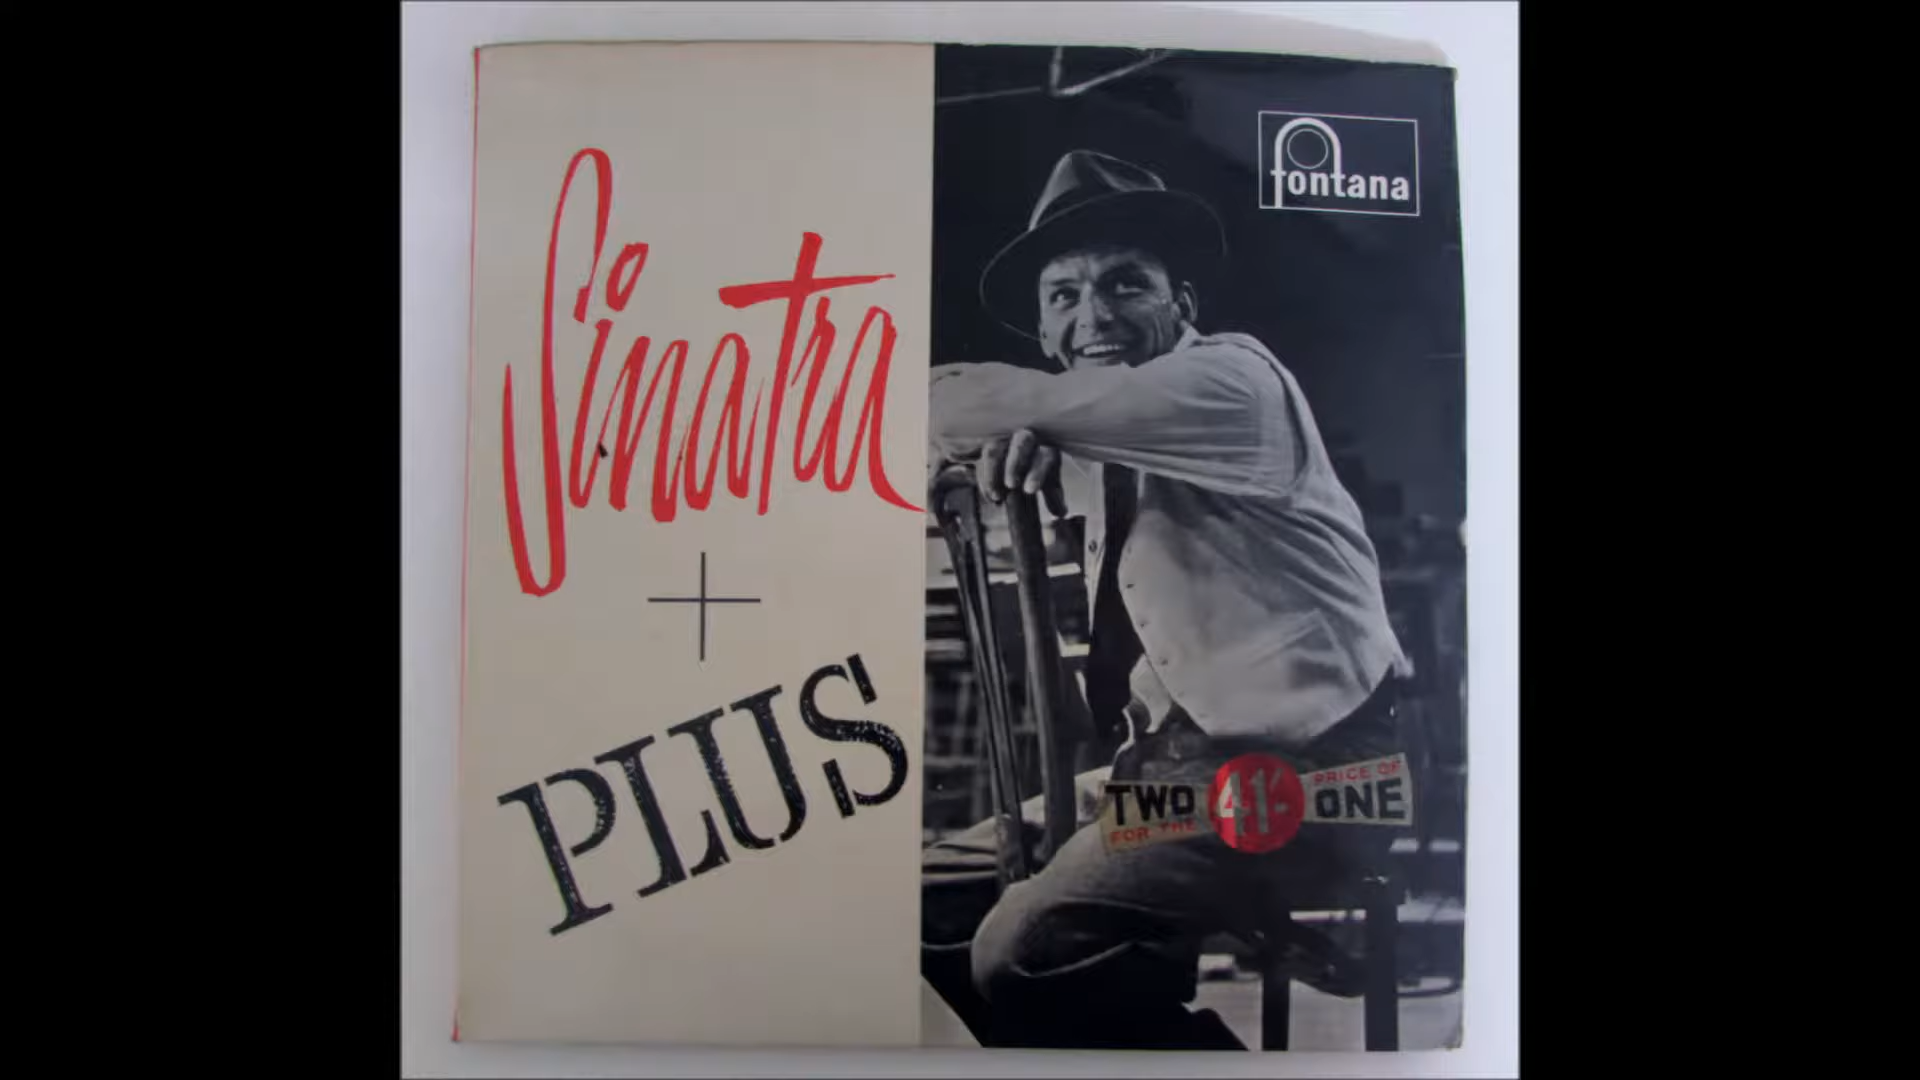 Sinatra
+
PLUS
fontana
TWO FOR THE
41/-
PRICE OF ONE